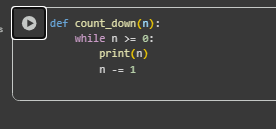 s
def count_down(n):
    while n >= 0:
        print(n)
        n -= 1